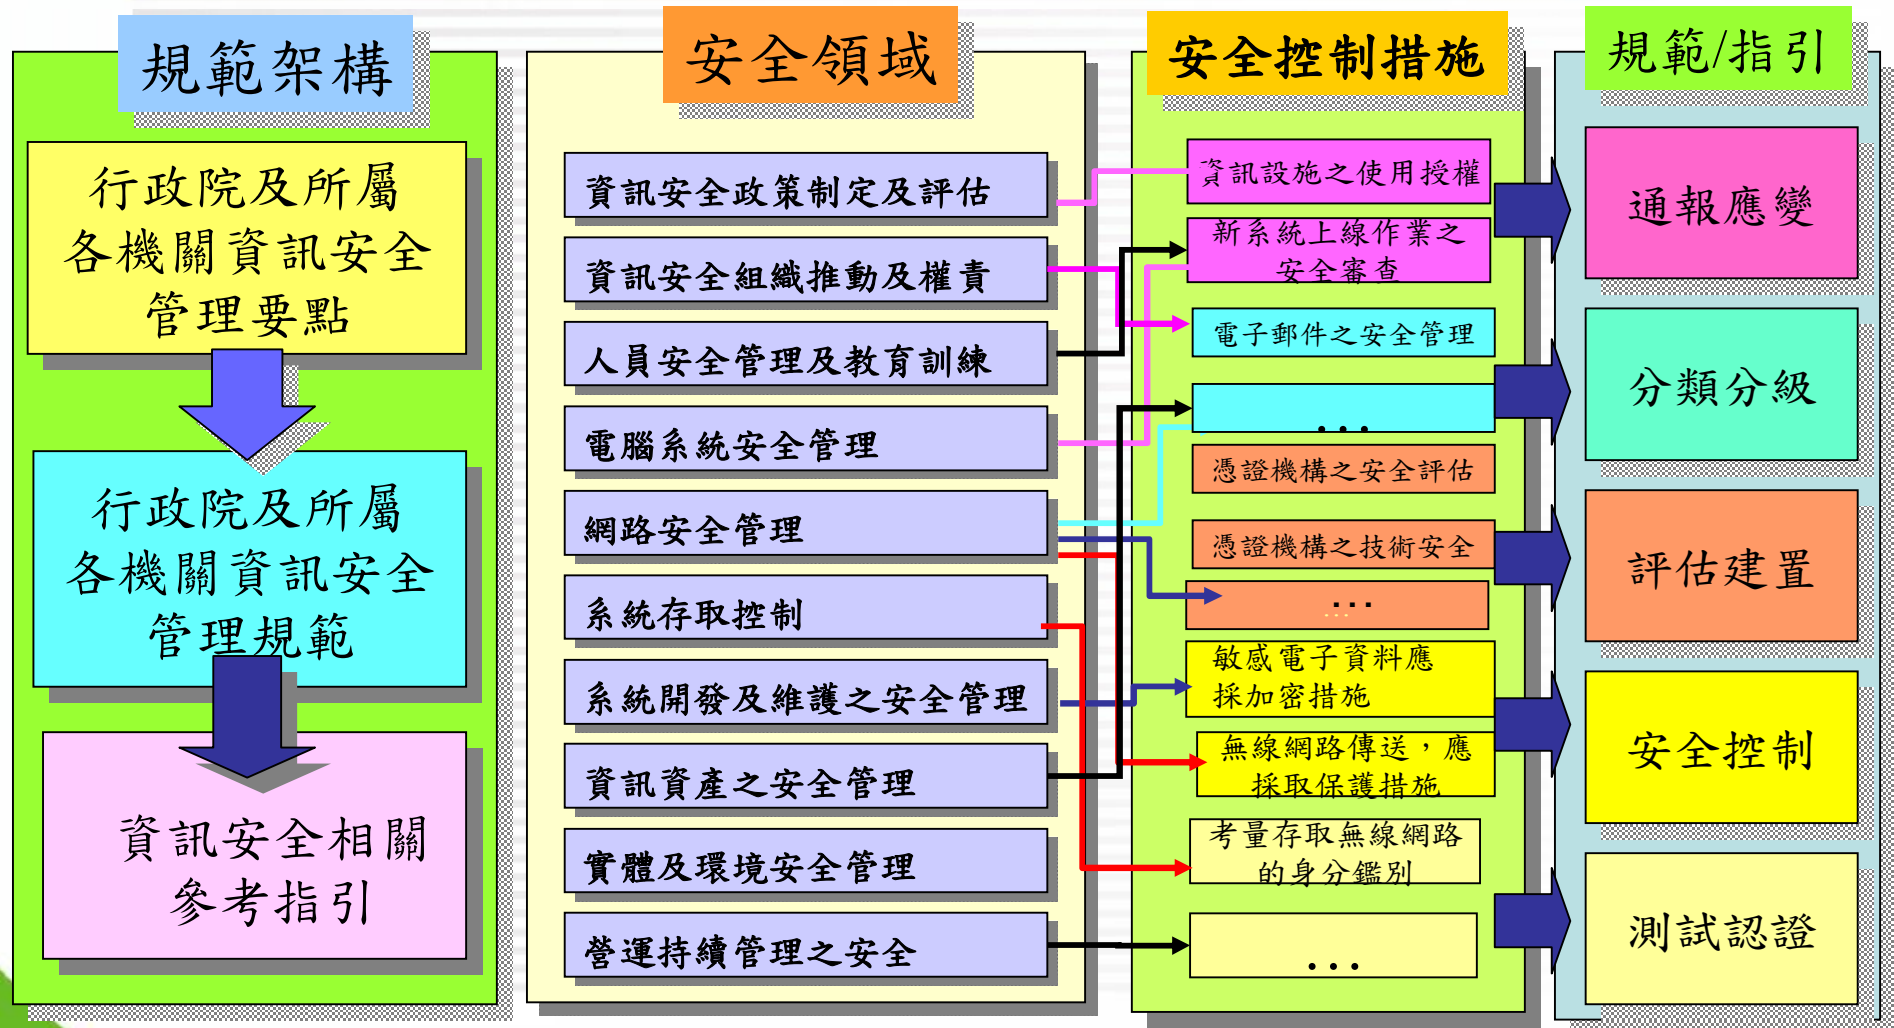 規範架構
行政院及所屬
各機關資訊安全
管理要點
行政院及所屬
各機關資訊安全
管理規範
資訊安全相關
參考指引
安全領域
資訊安全政策制定及評估
資訊安全組織推動及權責
人員安全管理及教育訓練
電腦系統安全管理
網路安全管理
系統存取控制
系統開發及維護之安全管理
資訊資產之安全管理
實體及環境安全管理
營運持續管理之安全
安全控制措施
資訊設施之使用授權
新系統上線作業之
安全審查
電子郵件之安全管理
...
憑證機構之安全評估
憑證機構之技術安全
...
...
敏感電子資料應
採加密措施
無線網路傳送，應
採取保護措施
考量存取無線網路
的身分鑑別
...
規範/指引
通報應變
分類分級
評估建置
安全控制
測試認證